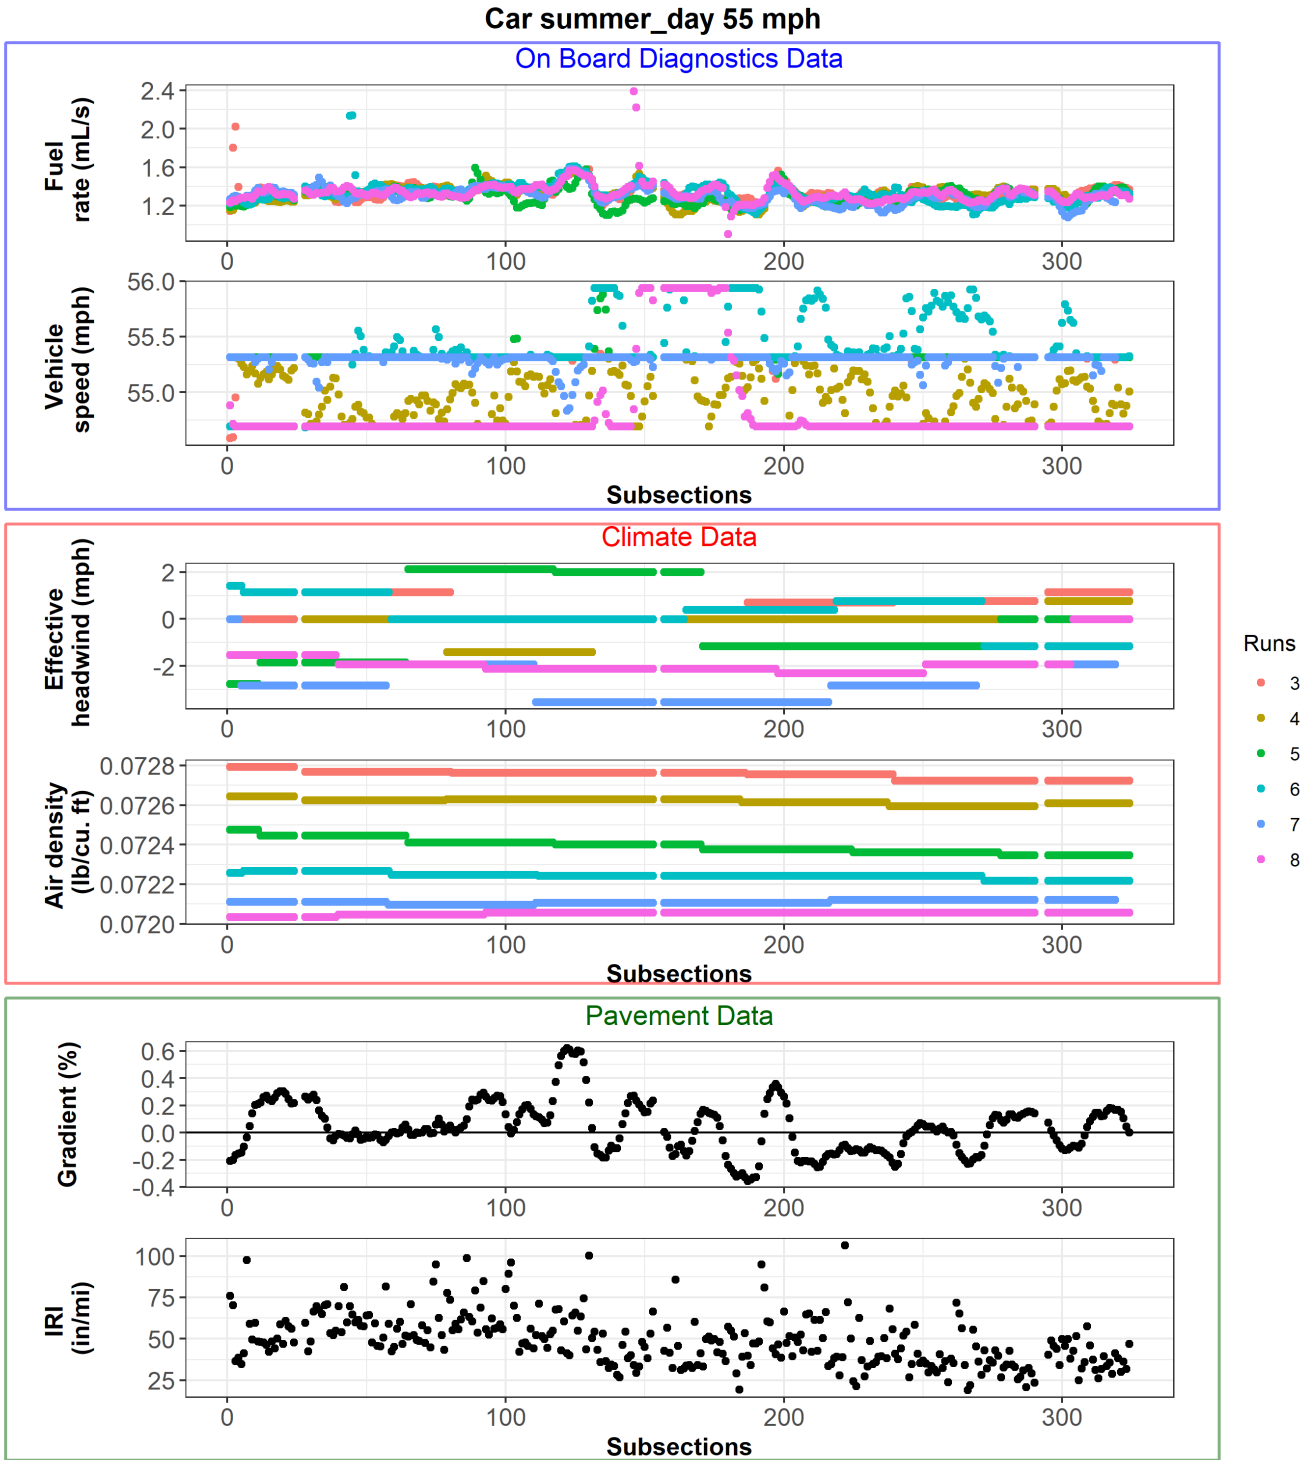 Car summer_day 55 mph
On Board Diagnostics Data
Fuel
rate (mL/s)
2.4
2.0
1.6
1.2
0 100 200 300
Vehicle
speed (mph)
56.0
55.5
55.0
0 100 200 300
Subsections
Climate Data
Effective
headwind (mph)
2
0
-2
0 100 200 300
Air density
(lb/cu. ft)
0.0728
0.0726
0.0724
0.0722
0.0720
0 100 200 300
Subsections
Pavement Data
Gradient (%)
0.6
0.4
0.2
0.0
-0.2
-0.4
0 100 200 300
IRI
(in/mi)
100
75
50
25
0 100 200 300
Subsections
Runs
3
4
5
6
7
8